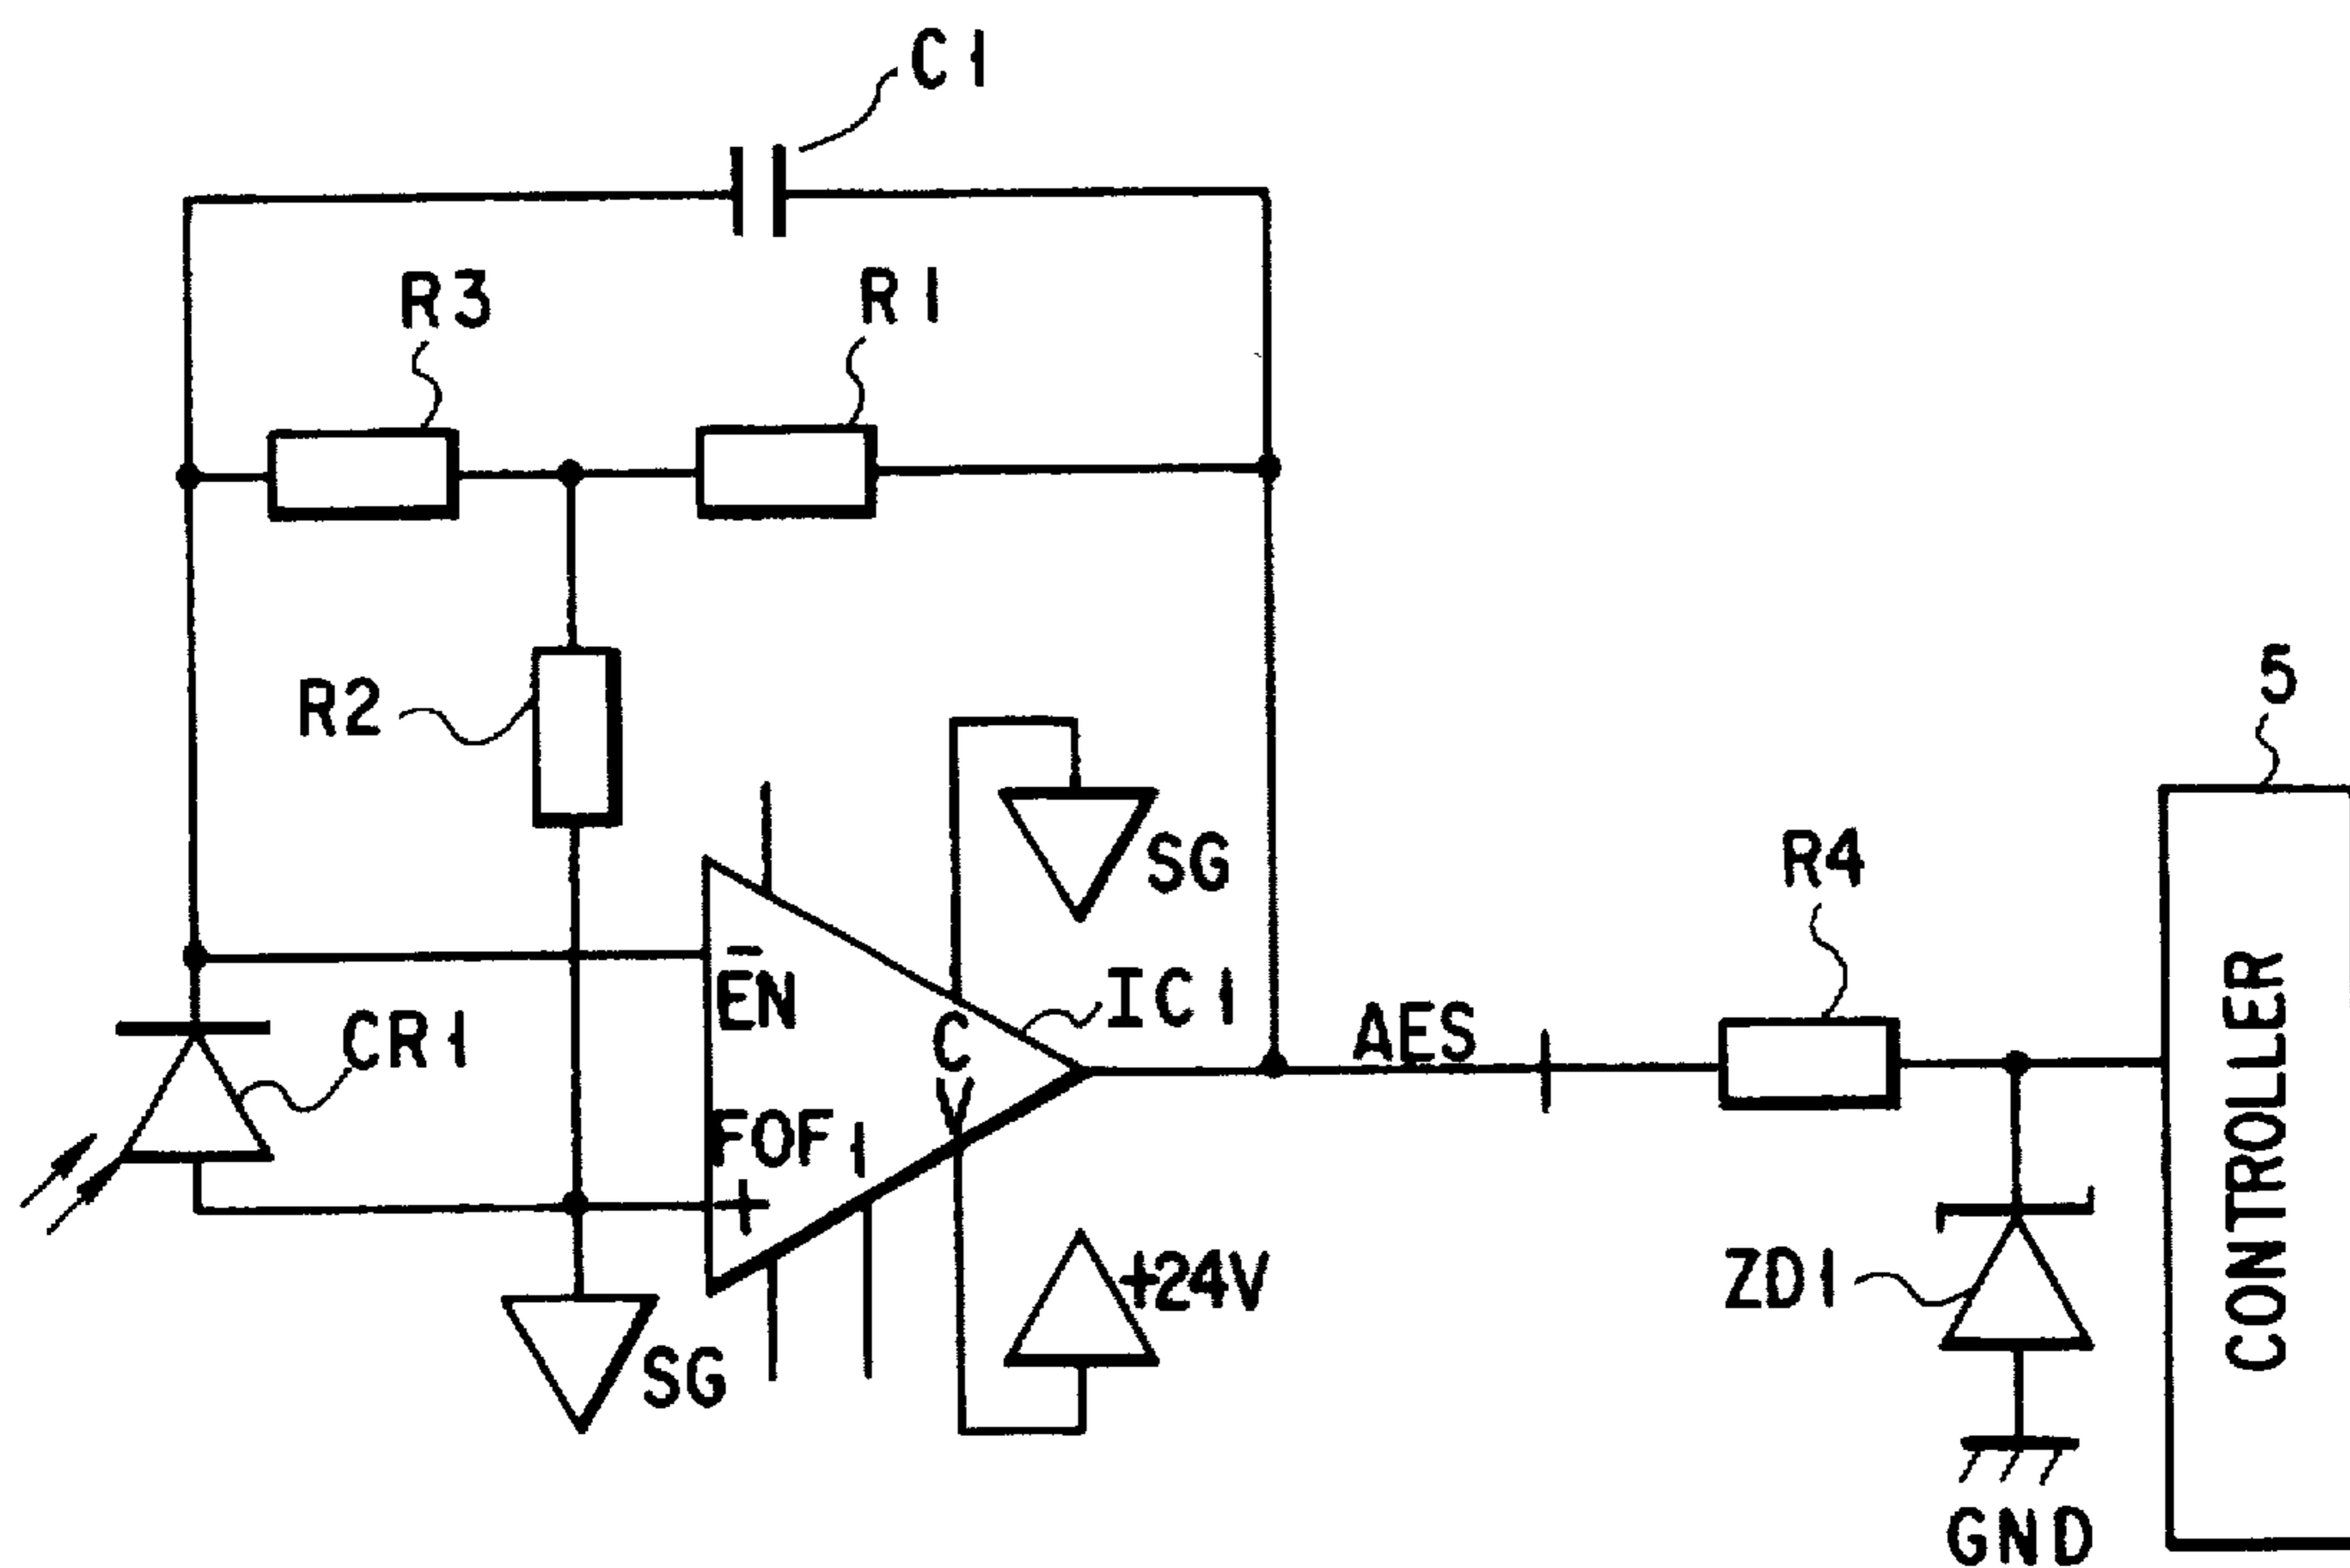 C1
R3
R1
R2
5
SG
R4
−
EN
IC1
C
V
AES
CR1
FOF1
+
+24V
ZD1
SG
CONTROLLER
GND